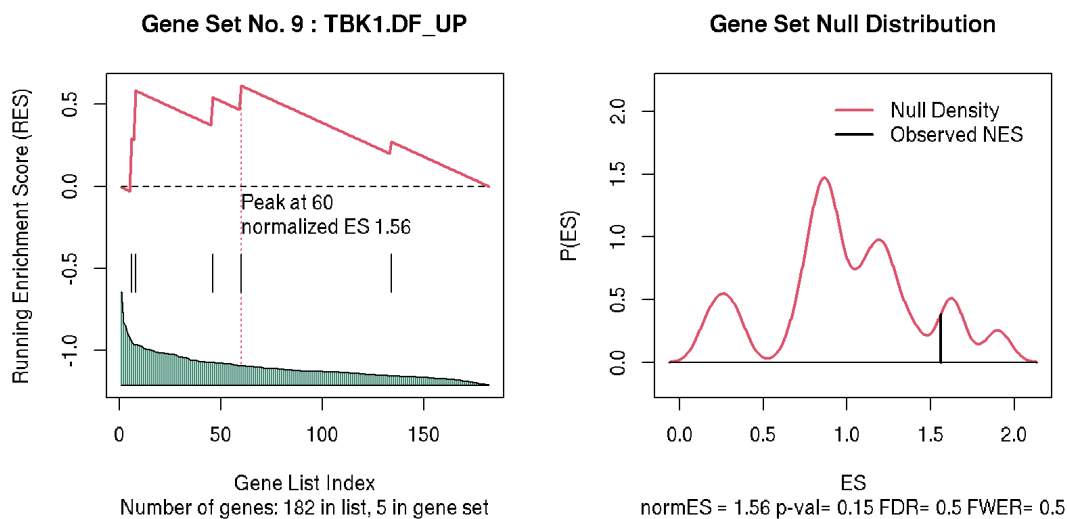 Gene Set No. 9 : TBK1.DF_UP
Running Enrichment Score (RES)
0.5
0.0
-0.5
-1.0
Peak at 60
normalized ES 1.56
0 50 100 150
Gene List Index
Number of genes: 182 in list, 5 in gene set
Gene Set Null Distribution
P(ES)
2.0
1.5
1.0
0.5
0.0
Null Density
Observed NES
0.0 0.5 1.0 1.5 2.0
ES
normES = 1.56 p-val= 0.15 FDR= 0.5 FWER= 0.5